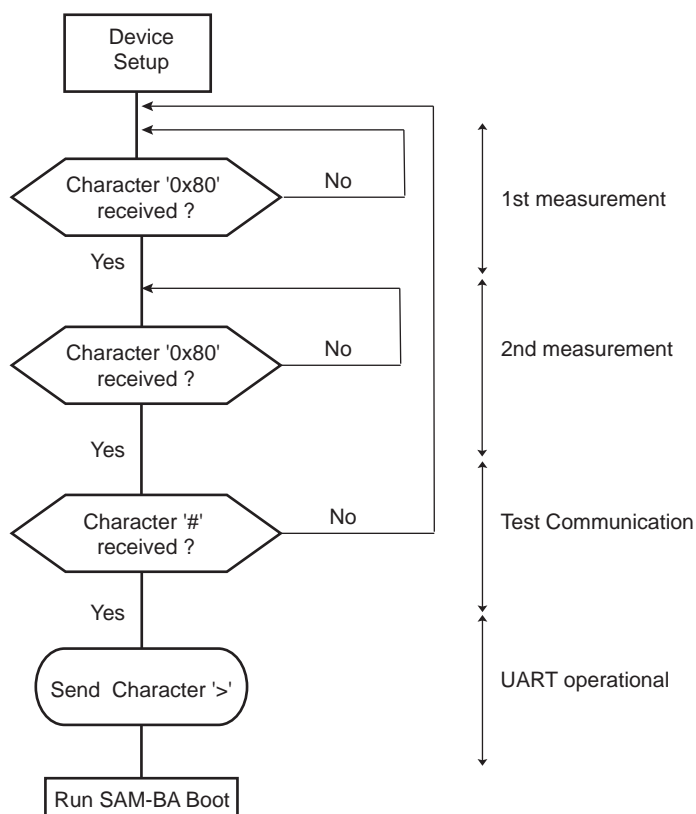 Device
Setup
Character '0x80'
received ?
No
1st measurement
Yes
Character '0x80'
received ?
No
2nd measurement
Yes
Character '#'
received ?
No
Test Communication
Yes
Send Character '>'
UART operational
Run SAM-BA Boot